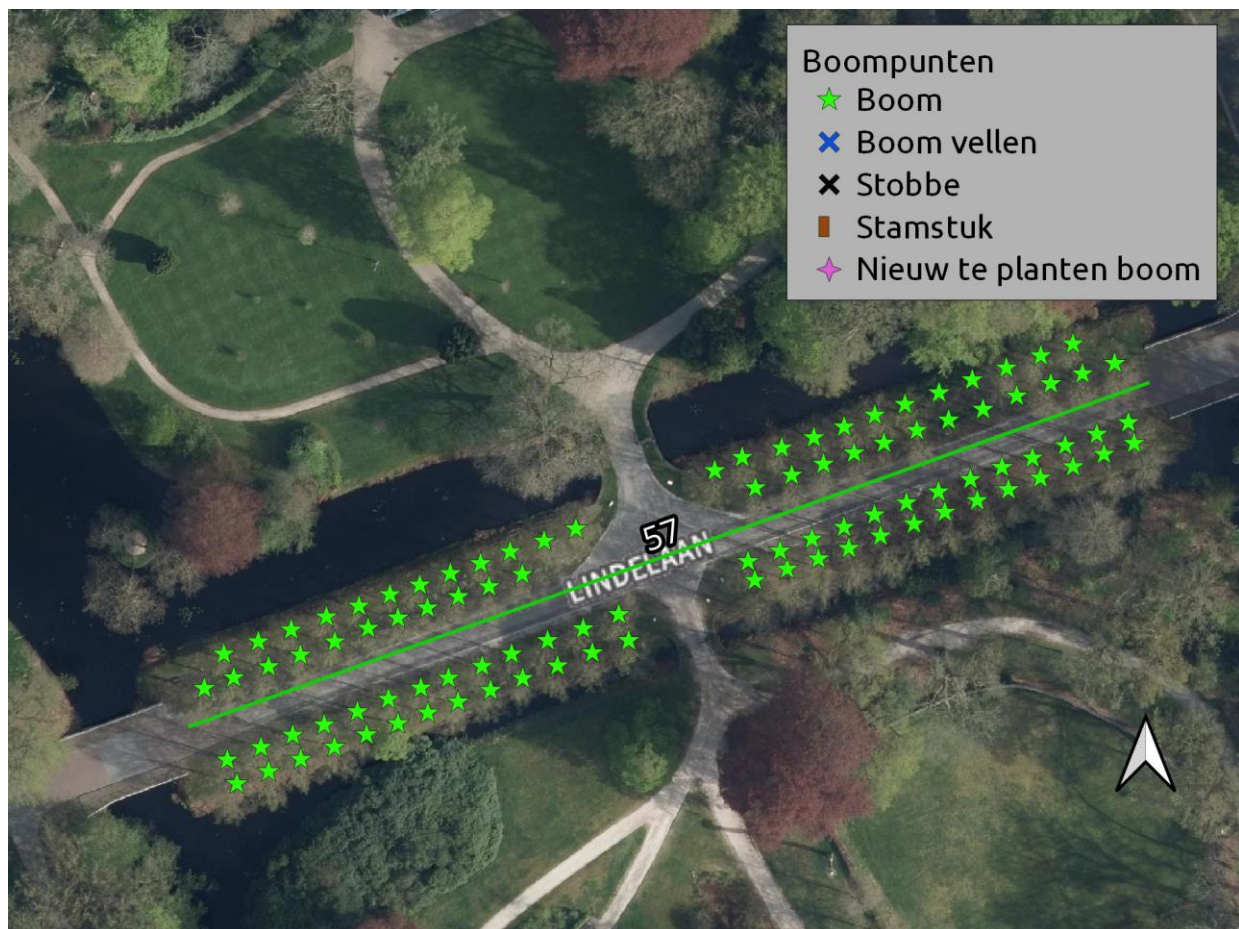 Boompunten
Boom
Boom vellen
Stobbe
Stamstuk
Nieuw te planten boom
57
LINDELAAN